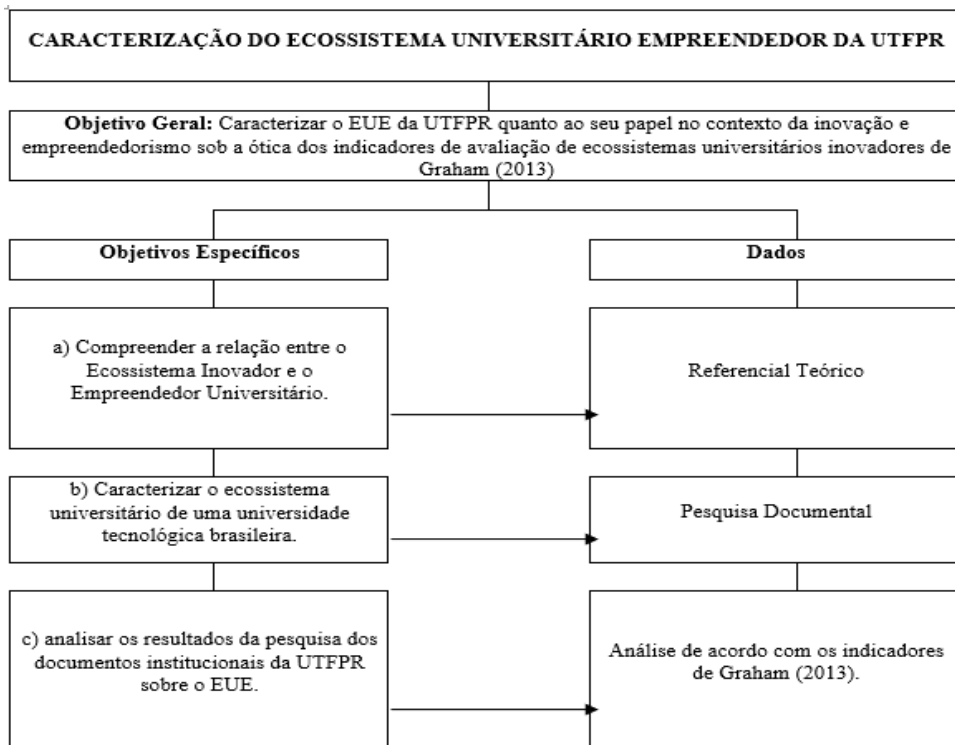 CARACTERIZAÇÃO DO ECOSSISTEMA UNIVERSITÁRIO EMPREENDEDOR DA UTFPR
Objetivo Geral: Caracterizar o EUE da UTFPR quanto ao seu papel no contexto da inovação e
empreendedorismo sob a ótica dos indicadores de avaliação de ecossistemas universitários inovadores de
Graham (2013)
Objetivos Específicos
Dados
a) Compreender a relação entre o
Ecossistema Inovador e o
Empreendedor Universitário.
Referencial Teórico
b) Caracterizar o ecossistema
universitário de uma universidade
tecnológica brasileira.
Pesquisa Documental
c) analisar os resultados da pesquisa dos
documentos institucionais da UTFPR
sobre o EUE.
Análise de acordo com os indicadores
de Graham (2013).